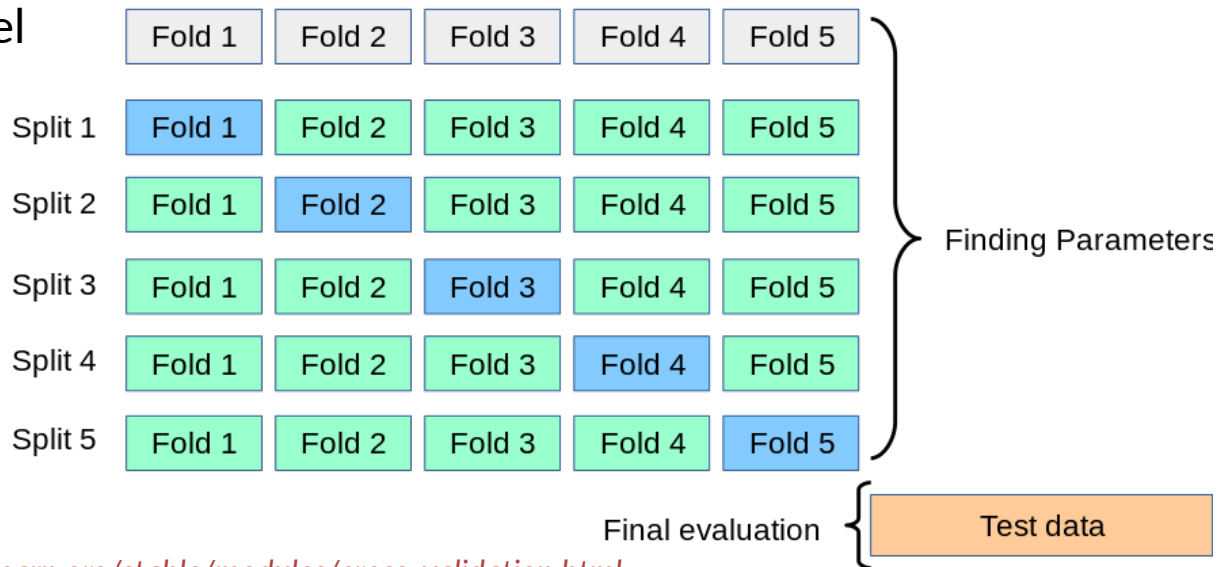 el
Fold 1 Fold 2 Fold 3 Fold 4 Fold 5
Split 1 Fold 1 Fold 2 Fold 3 Fold 4 Fold 5
Split 2 Fold 1 Fold 2 Fold 3 Fold 4 Fold 5
Finding Parameters
Split 3 Fold 1 Fold 2 Fold 3 Fold 4 Fold 5
Split 4 Fold 1 Fold 2 Fold 3 Fold 4 Fold 5
Split 5 Fold 1 Fold 2 Fold 3 Fold 4 Fold 5
Final evaluation Test data